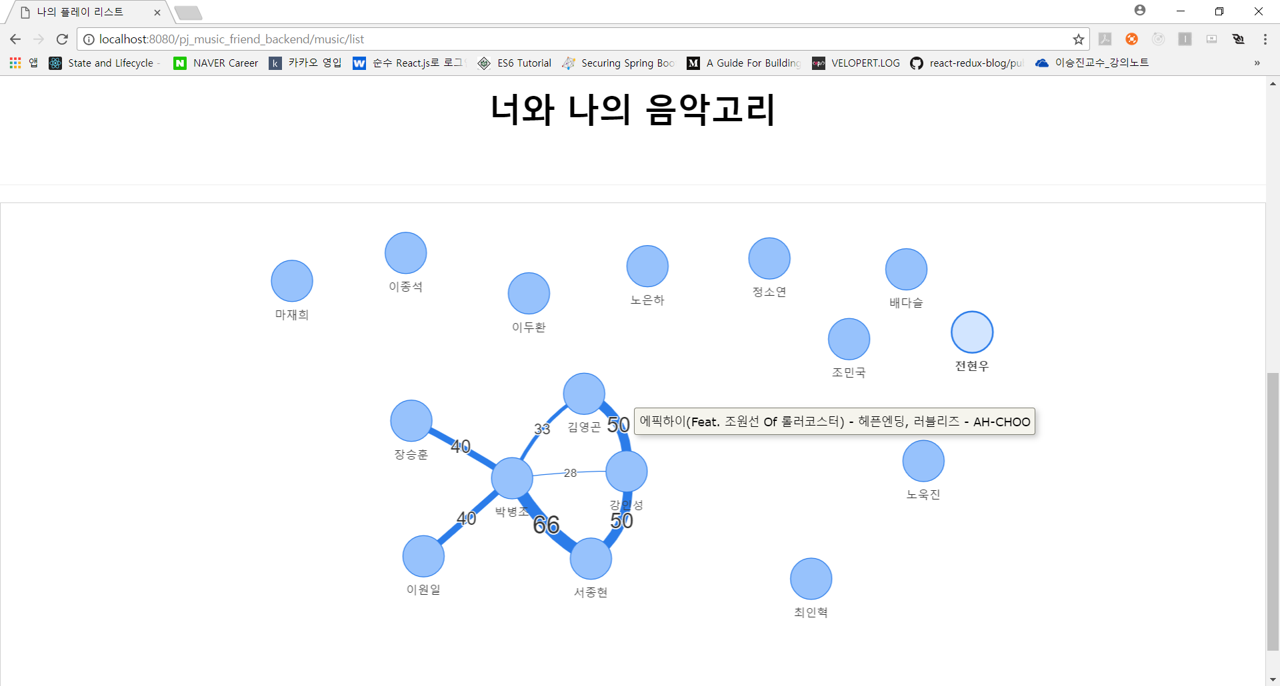 나의 플레이 리스트
localhost:8080/pj_music_friend_backend/music/list
앱 State and Lifecycle - NAVER Career 카카오 영입 순수 React.js로 로그 ES6 Tutorial Securing Spring Boo A Guide For Building VELOPERT.LOG react-redux-blog/pul 이승진교수_강의노트 »
너와 나의 음악고리
이종석
정소연
노은하
배다슬
마재희
이두환
전현우
조민국
에픽하이(Feat. 조원선 Of 롤러코스터) - 헤픈엔딩, 러블리즈 - AH-CHOO
50
김영곤
33
40
장승훈
28
노욱진
박병조
50
40
66
이원일
서종현
최인혁